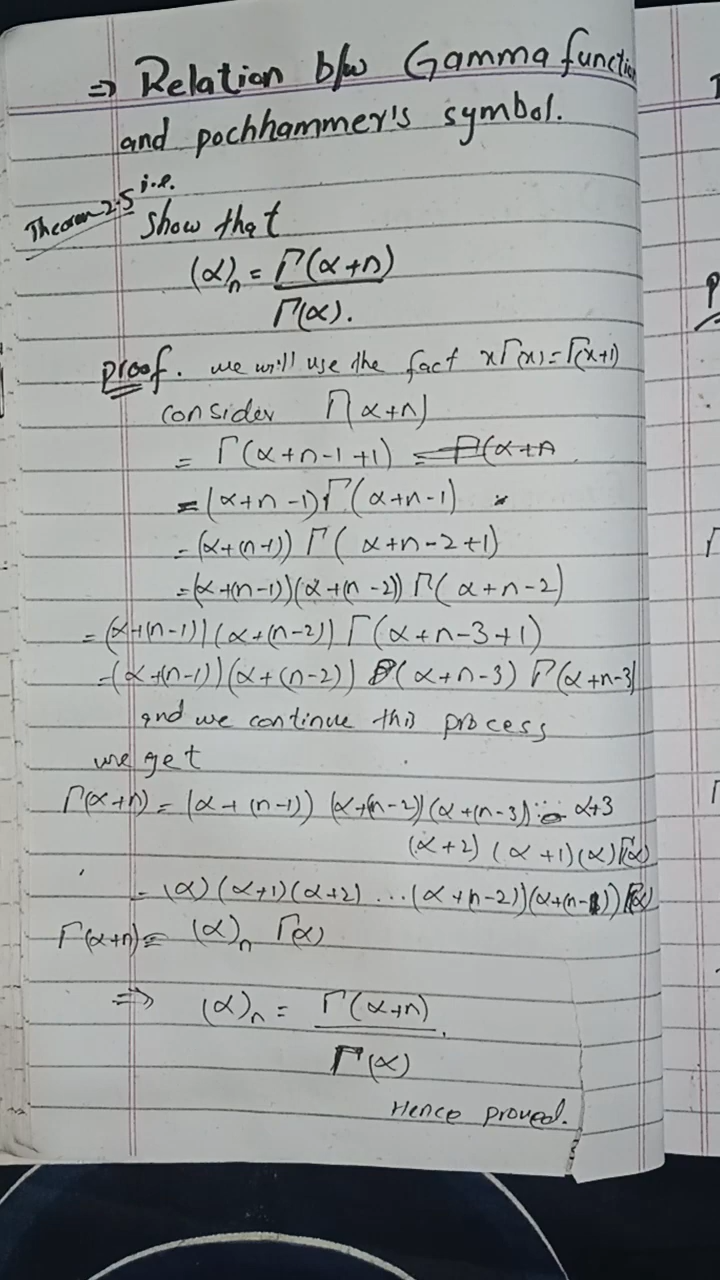 ⇒ Relation b/w Gamma function
and pochhammer's symbol.
i.e.
Theorem 2.5
Show that
(α)ₙ = Γ(α+n)
Γ(α).
Proof. we will use the fact xΓ(x)=Γ(x+1)
consider Γ(α+n)
= Γ(α+n-1+1)
= (α+n-1)Γ(α+n-1)
= (α+(n-1)) Γ(α+n-2+1)
= (α+(n-1))(α+(n-2)) Γ(α+n-2)
= (α+(n-1))(α+(n-2)) Γ(α+n-3+1)
= (α+(n-1))(α+(n-2)) (α+n-3) Γ(α+n-3)
and we continue this process
we get
Γ(α+n) = (α+(n-1)) (α+(n-2)) (α+(n-3)) ... α+3
(α+2) (α+1) (α) Γ(α)
= (α)(α+1)(α+2) ...(α+(n-2))(α+(n-1)) Γ(α)
Γ(α+n) = (α)ₙ Γ(α)
⇒ (α)ₙ = Γ(α+n).
Γ(α)
Hence proved.